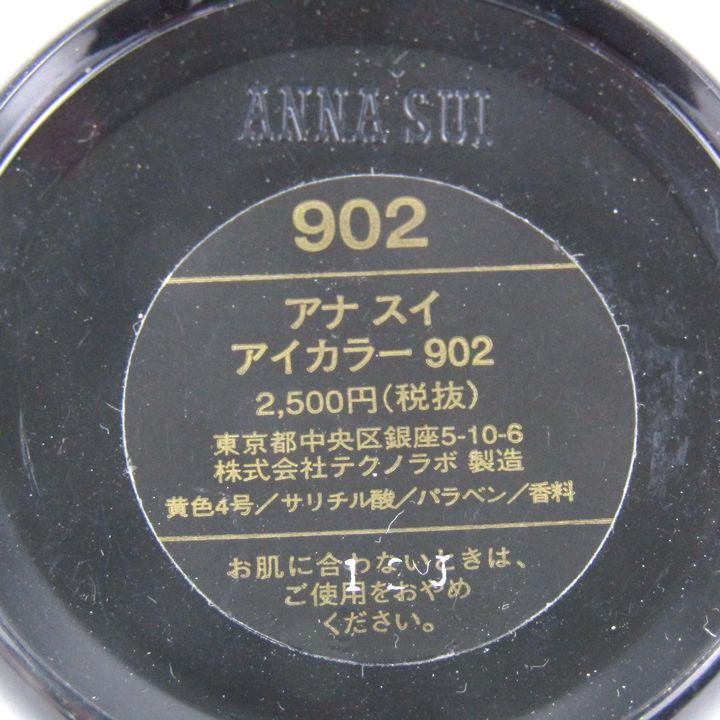 ANNA SUI
902
アナ スイ
アイカラー 902
2,500円(税抜)
東京都中央区銀座5-10-6
株式会社テクノラボ 製造
黄色4号/サリチル酸/パラベン/香料
お肌に合わないときは、
ご使用をおやめ
ください。